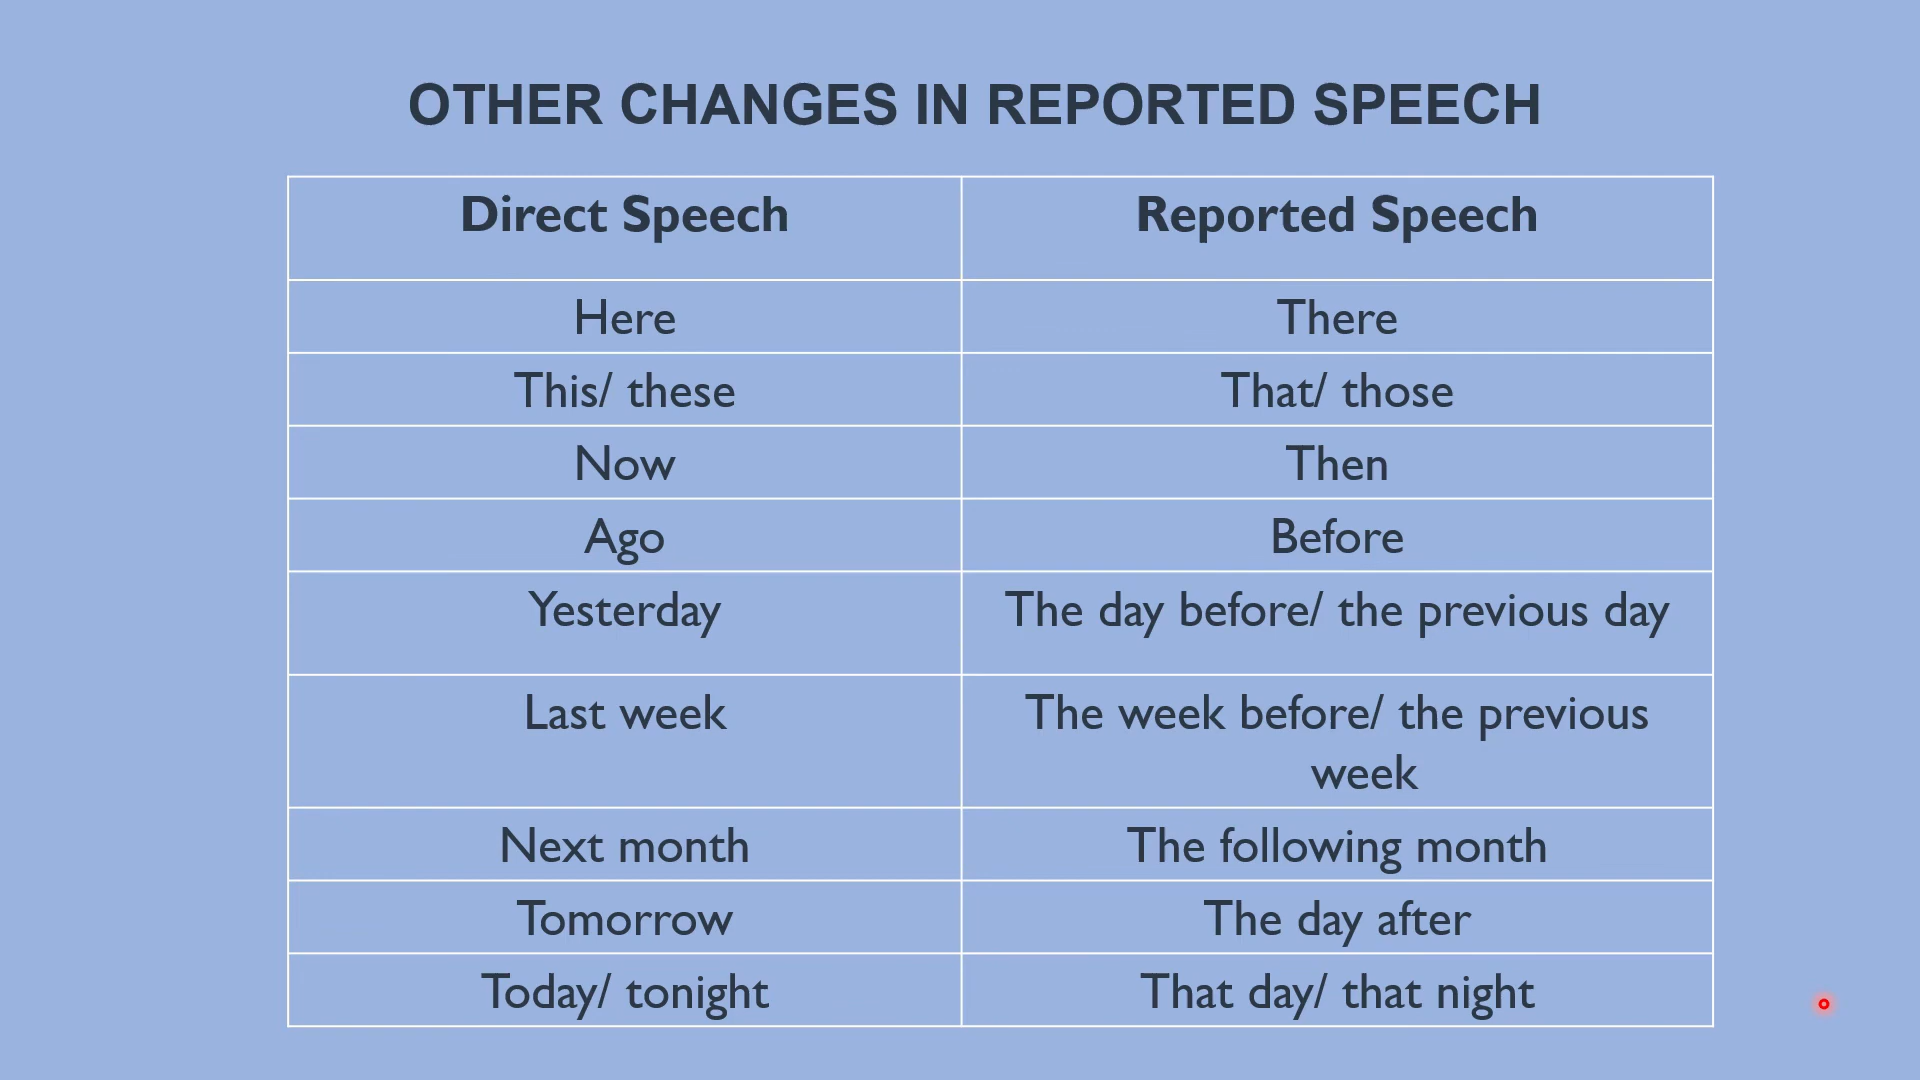 OTHER CHANGES IN REPORTED SPEECH
Direct Speech
Reported Speech
Here
There
This/ these
That/ those
Now
Then
Ago
Before
Yesterday
The day before/ the previous day
Last week
The week before/ the previous
week
Next month
The following month
Tomorrow
The day after
Today/ tonight
That day/ that night